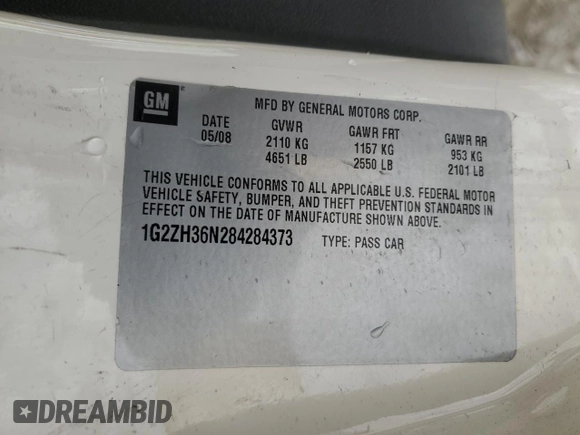 GM ®
MFD BY GENERAL MOTORS CORP.
DATE GVWR GAWR FRT GAWR RR
05/08 2110 KG 1157 KG 953 KG
4651 LB 2550 LB 2101 LB
THIS VEHICLE CONFORMS TO ALL APPLICABLE U.S. FEDERAL MOTOR
VEHICLE SAFETY, BUMPER, AND THEFT PREVENTION STANDARDS IN
EFFECT ON THE DATE OF MANUFACTURE SHOWN ABOVE.
1G2ZH36N284284373 TYPE: PASS CAR
DREAMBID